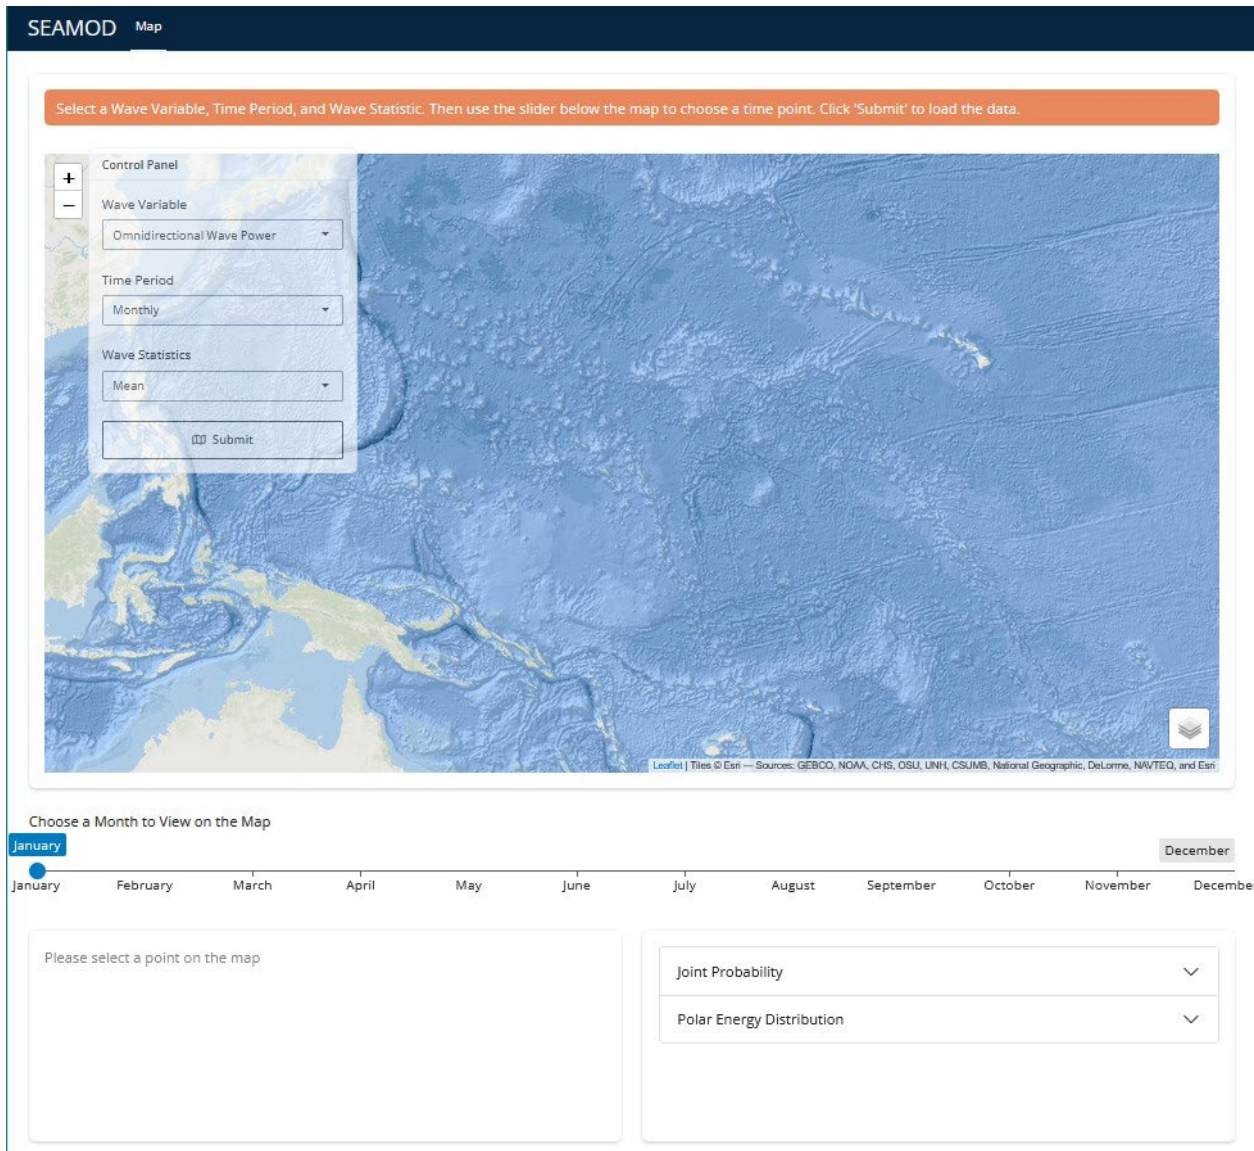 SEAMOD Map
Select a Wave Variable, Time Period, and Wave Statistic. Then use the slider below the map to choose a time point. Click 'Submit' to load the data.
+
−
Control Panel
Wave Variable
Omnidirectional Wave Power
Time Period
Monthly
Wave Statistics
Mean
Submit
Leaflet | Tiles © Esri — Sources: GEBCO, NOAA, CHS, OSU, UNH, CSUMB, National Geographic, DeLorme, NAVTEQ, and Esri
Choose a Month to View on the Map
January December
January February March April May June July August September October November December
Please select a point on the map
Joint Probability
Polar Energy Distribution